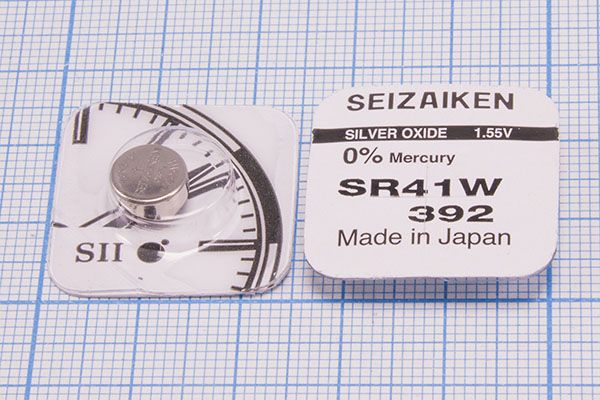 SII
SEIZAIKEN
SILVER OXIDE 1.55V
0% Mercury
SR41W
392
Made in Japan